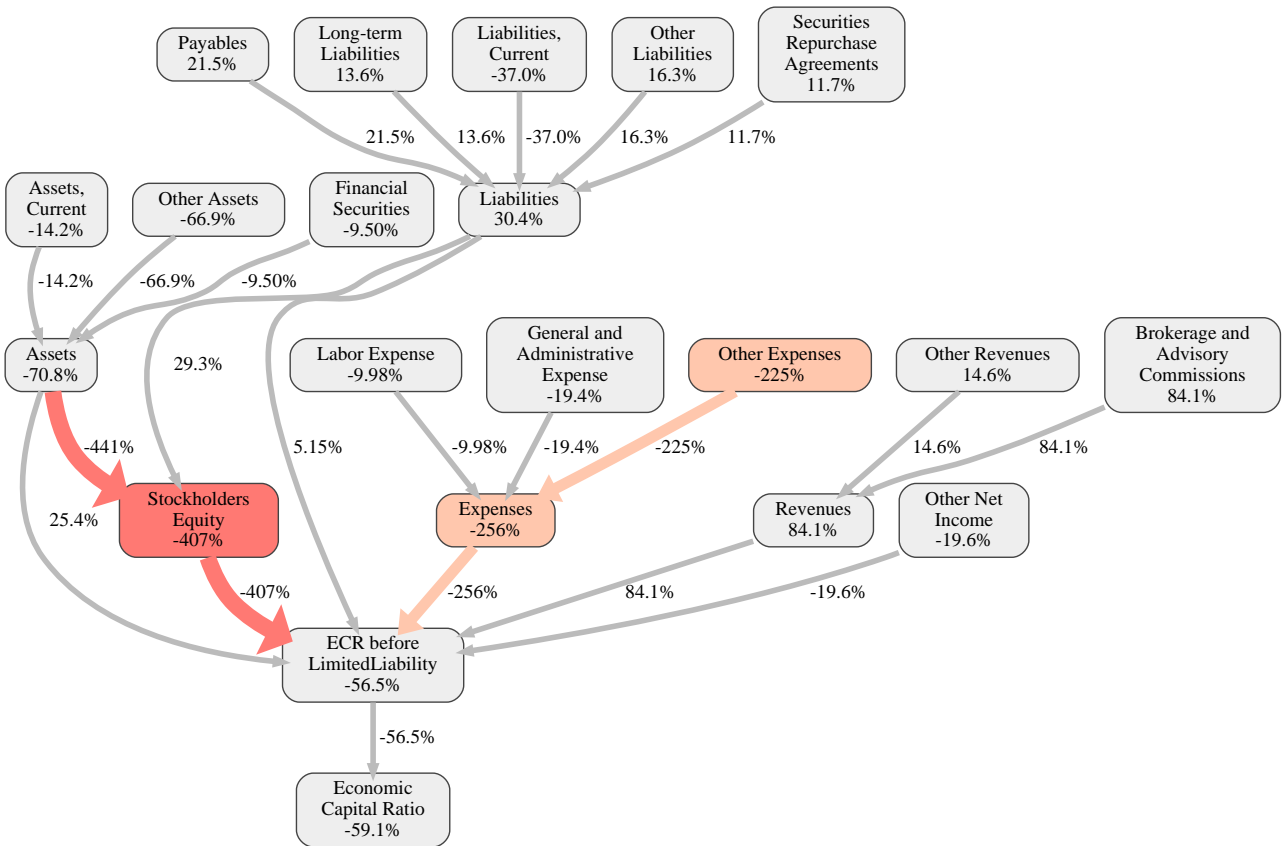 Payables
21.5%
Long-term
Liabilities
13.6%
Liabilities,
Current
-37.0%
Other
Liabilities
16.3%
Securities
Repurchase
Agreements
11.7%
21.5%
13.6%
-37.0%
16.3%
11.7%
Assets,
Current
-14.2%
Other Assets
-66.9%
Financial
Securities
-9.50%
Liabilities
30.4%
-14.2%
-66.9%
-9.50%
Assets
-70.8%
29.3%
Labor Expense
-9.98%
General and
Administrative
Expense
-19.4%
Other Expenses
-225%
Other Revenues
14.6%
Brokerage and
Advisory
Commissions
84.1%
-441%
5.15%
-9.98%
-19.4%
-225%
14.6%
84.1%
25.4%
Stockholders
Equity
-407%
Expenses
-256%
Revenues
84.1%
Other Net
Income
-19.6%
-407%
-256%
84.1%
-19.6%
ECR before
LimitedLiability
-56.5%
-56.5%
Economic
Capital Ratio
-59.1%